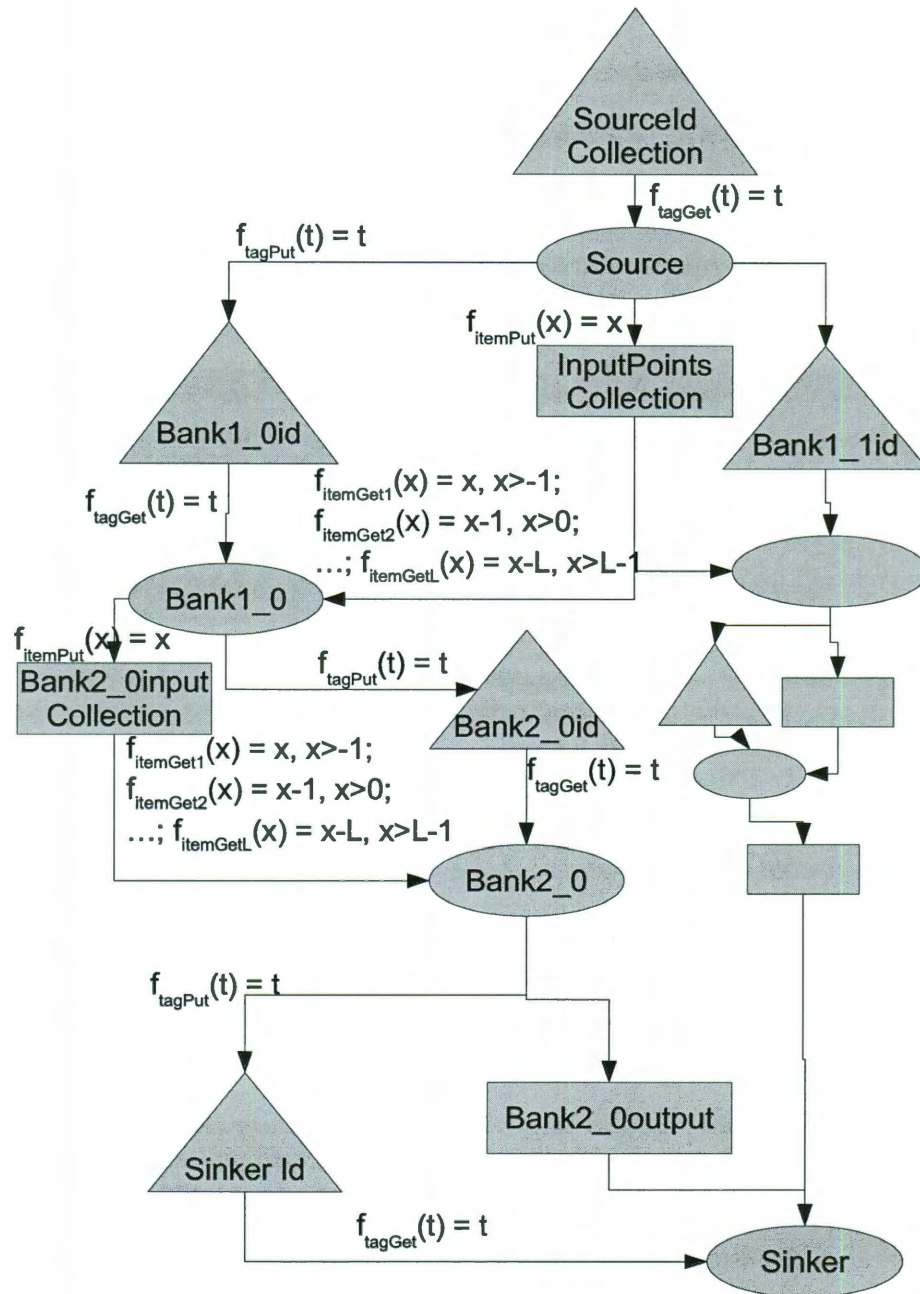 SourceId
Collection
f_tagGet(t) = t
f_tagPut(t) = t
Source
f_itemPut(x) = x
InputPoints
Collection
Bank1_0id
Bank1_1id
f_tagGet(t) = t
f_itemGet1(x) = x, x>-1;
f_itemGet2(x) = x-1, x>0;
...; f_itemGetL(x) = x-L, x>L-1
Bank1_0
f_itemPut(x) = x
f_tagPut(t) = t
Bank2_0input
Collection
Bank2_0id
f_itemGet1(x) = x, x>-1;
f_itemGet2(x) = x-1, x>0;
...; f_itemGetL(x) = x-L, x>L-1
f_tagGet(t) = t
Bank2_0
f_tagPut(t) = t
Bank2_0output
Sinker Id
f_tagGet(t) = t
Sinker